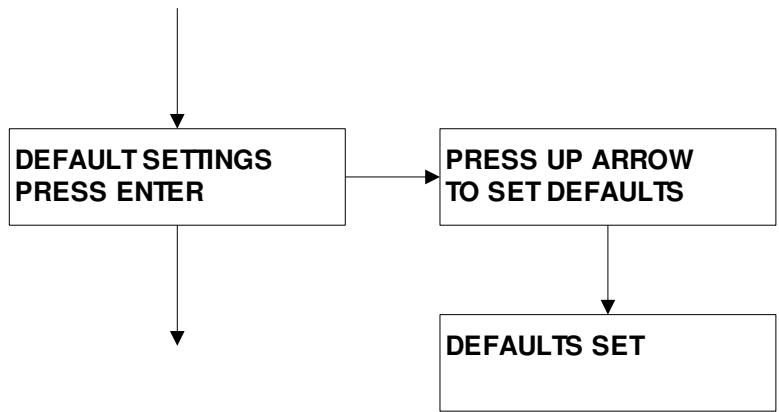 DEFAULT SETTINGS
PRESS ENTER
PRESS UP ARROW
TO SET DEFAULTS
DEFAULTS SET